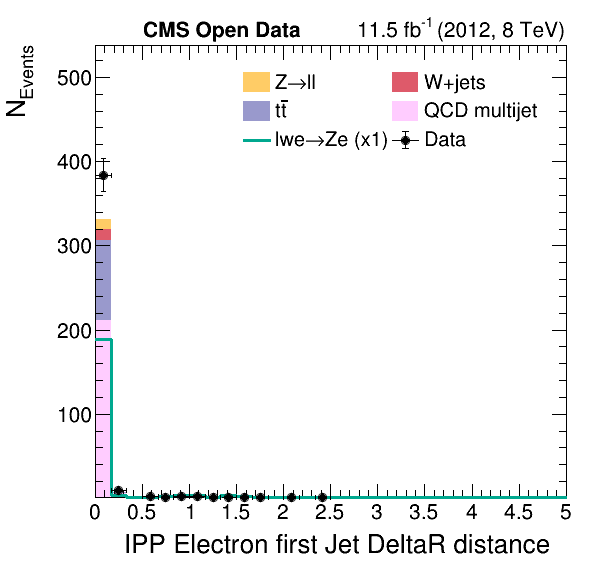 CMS Open Data 11.5 fb⁻¹ (2012, 8 TeV)
N_Events
500
400
300
200
100
Z→ll W+jets
tt̄ QCD multijet
lwe→Ze (x1) Data
0 0.5 1 1.5 2 2.5 3 3.5 4 4.5 5
IPP Electron first Jet DeltaR distance